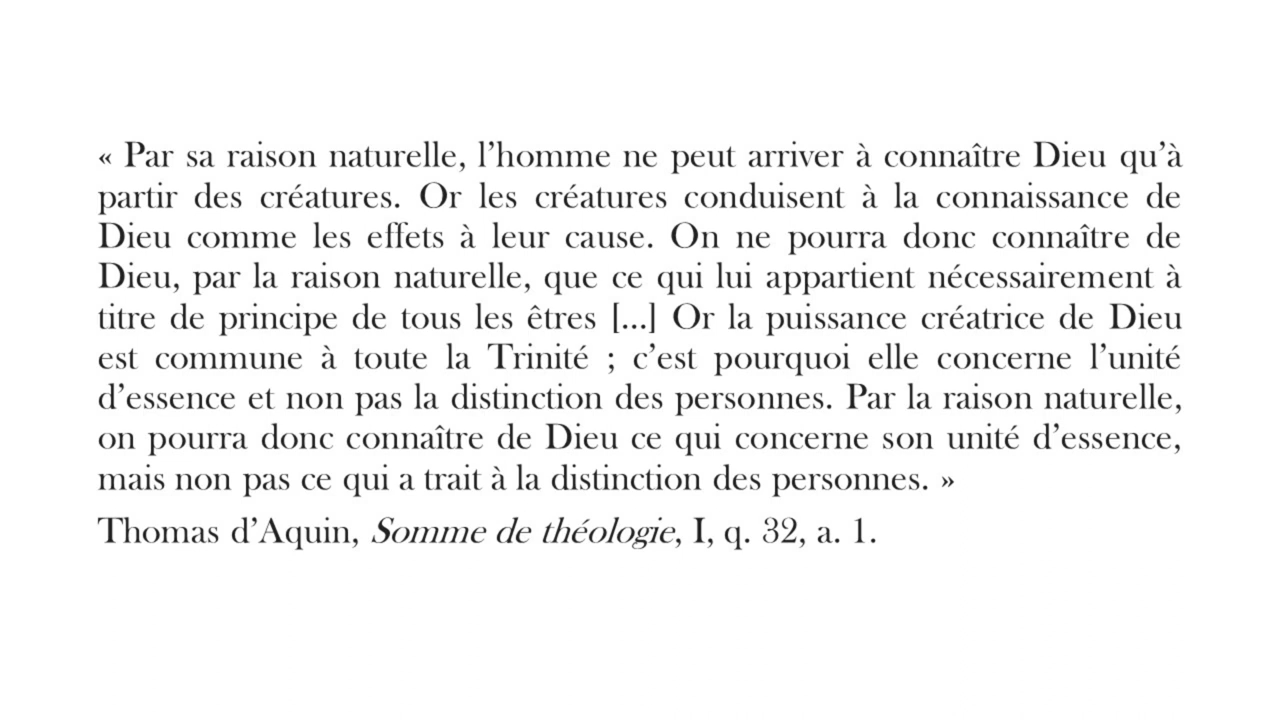 « Par sa raison naturelle, l’homme ne peut arriver à connaître Dieu qu’à
partir des créatures. Or les créatures conduisent à la connaissance de
Dieu comme les effets à leur cause. On ne pourra donc connaître de
Dieu, par la raison naturelle, que ce qui lui appartient nécessairement à
titre de principe de tous les êtres [...] Or la puissance créatrice de Dieu
est commune à toute la Trinité ; c’est pourquoi elle concerne l’unité
d’essence et non pas la distinction des personnes. Par la raison naturelle,
on pourra donc connaître de Dieu ce qui concerne son unité d’essence,
mais non pas ce qui a trait à la distinction des personnes. »
Thomas d’Aquin, Somme de théologie, I, q. 32, a. 1.